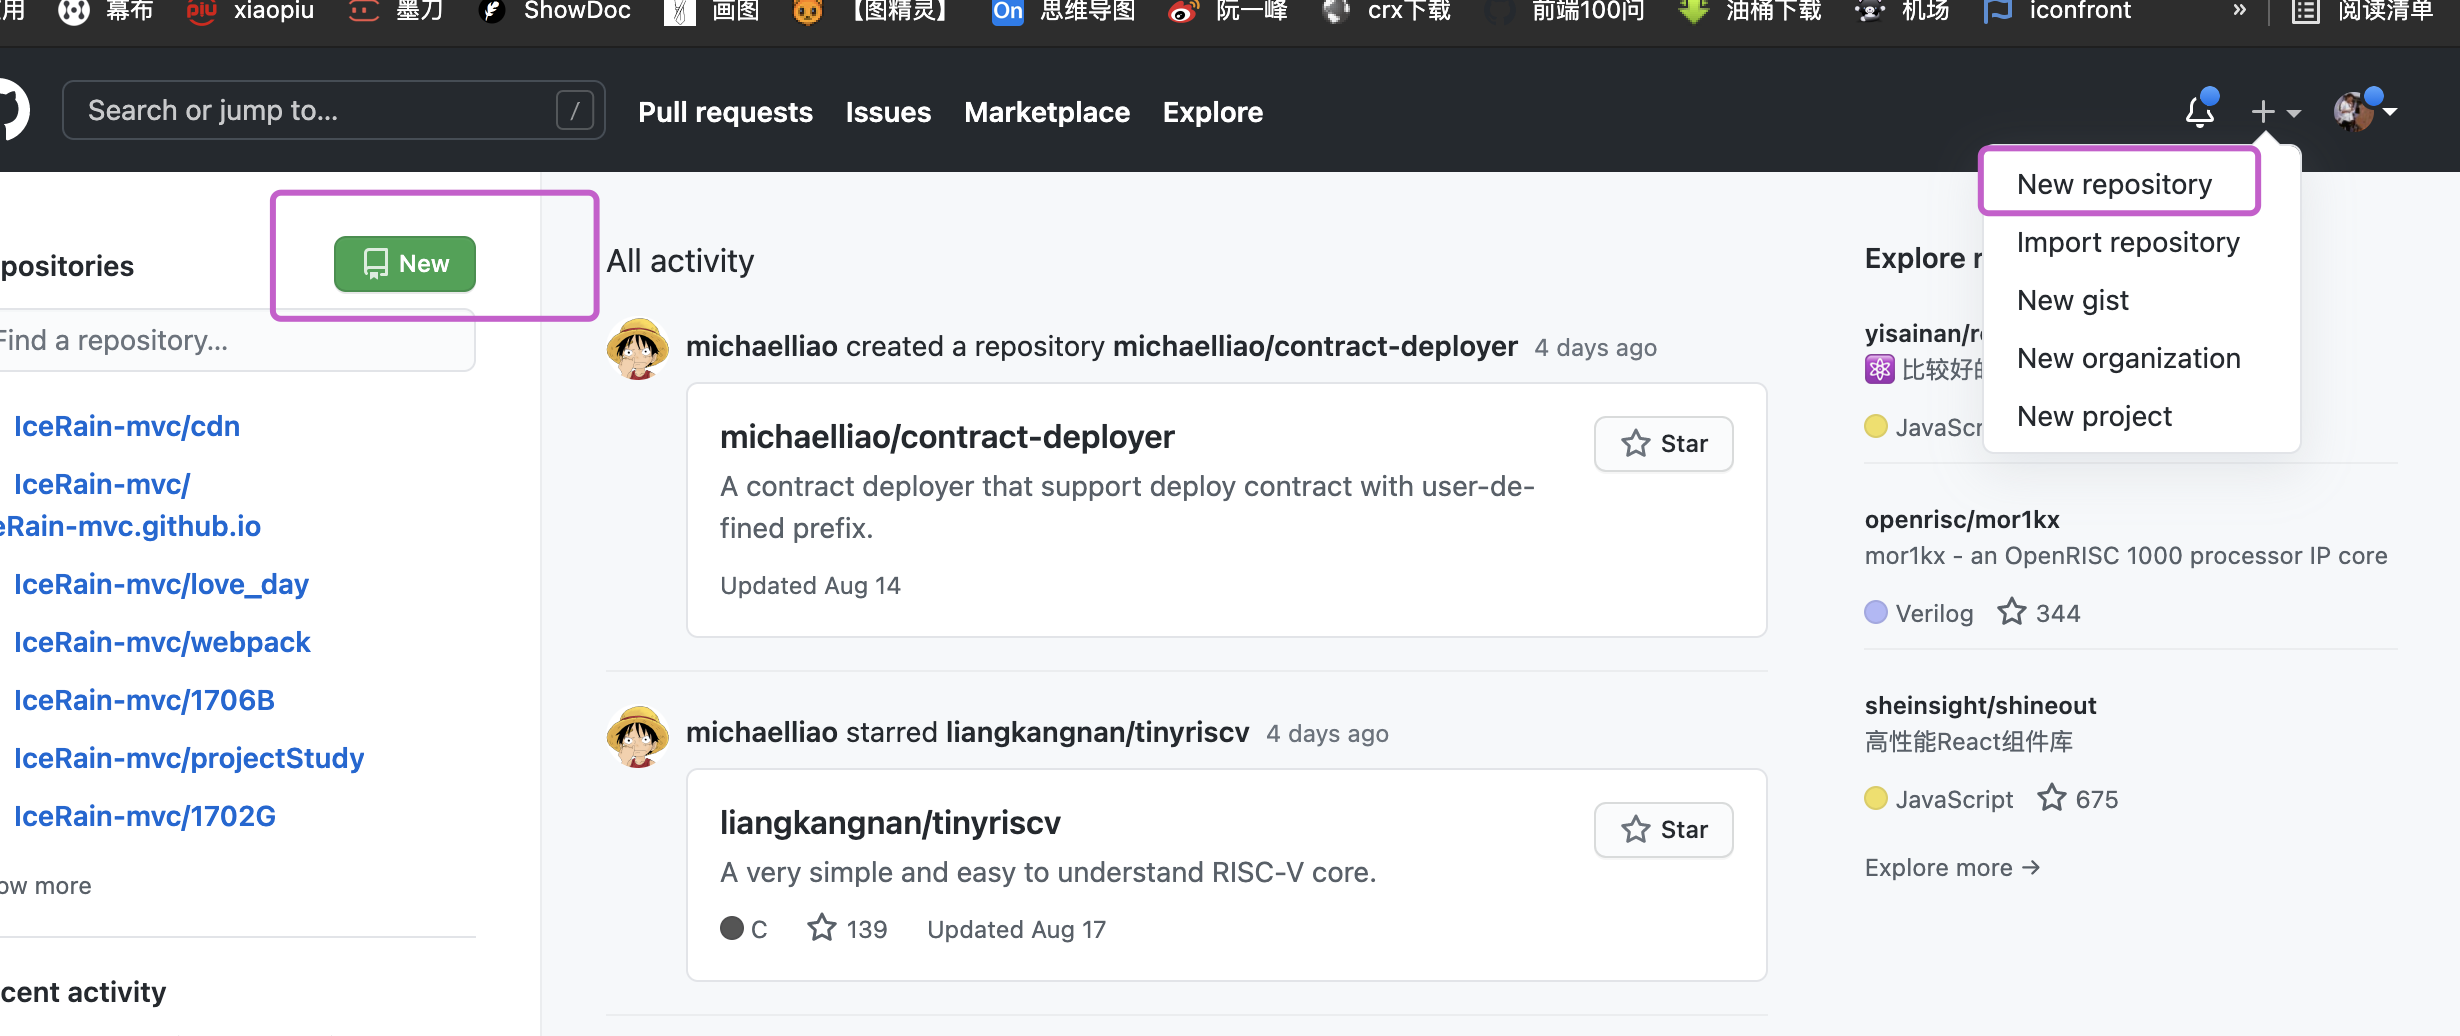 用 幕布 piu xiaopiu 墨刀 ShowDoc 画图 【图精灵】 On 思维导图 阮一峰 crx下载 前端100问 油桶下载 机场 iconfront » 阅读清单
Search or jump to... / Pull requests Issues Marketplace Explore
New repository
Import repository
New gist
New organization
New project
positories New
Find a repository...
IceRain-mvc/cdn
IceRain-mvc/
eRain-mvc.github.io
IceRain-mvc/love_day
IceRain-mvc/webpack
IceRain-mvc/1706B
IceRain-mvc/projectStudy
IceRain-mvc/1702G
ow more
cent activity
All activity
michaelliao created a repository michaelliao/contract-deployer 4 days ago
michaelliao/contract-deployer Star
A contract deployer that support deploy contract with user-de-
fined prefix.
Updated Aug 14
michaelliao starred liangkangnan/tinyriscv 4 days ago
liangkangnan/tinyriscv Star
A very simple and easy to understand RISC-V core.
C 139 Updated Aug 17
Explore r
yisainan/r
比较好的
JavaScr
openrisc/mor1kx
mor1kx - an OpenRISC 1000 processor IP core
Verilog 344
sheinsight/shineout
高性能React组件库
JavaScript 675
Explore more →